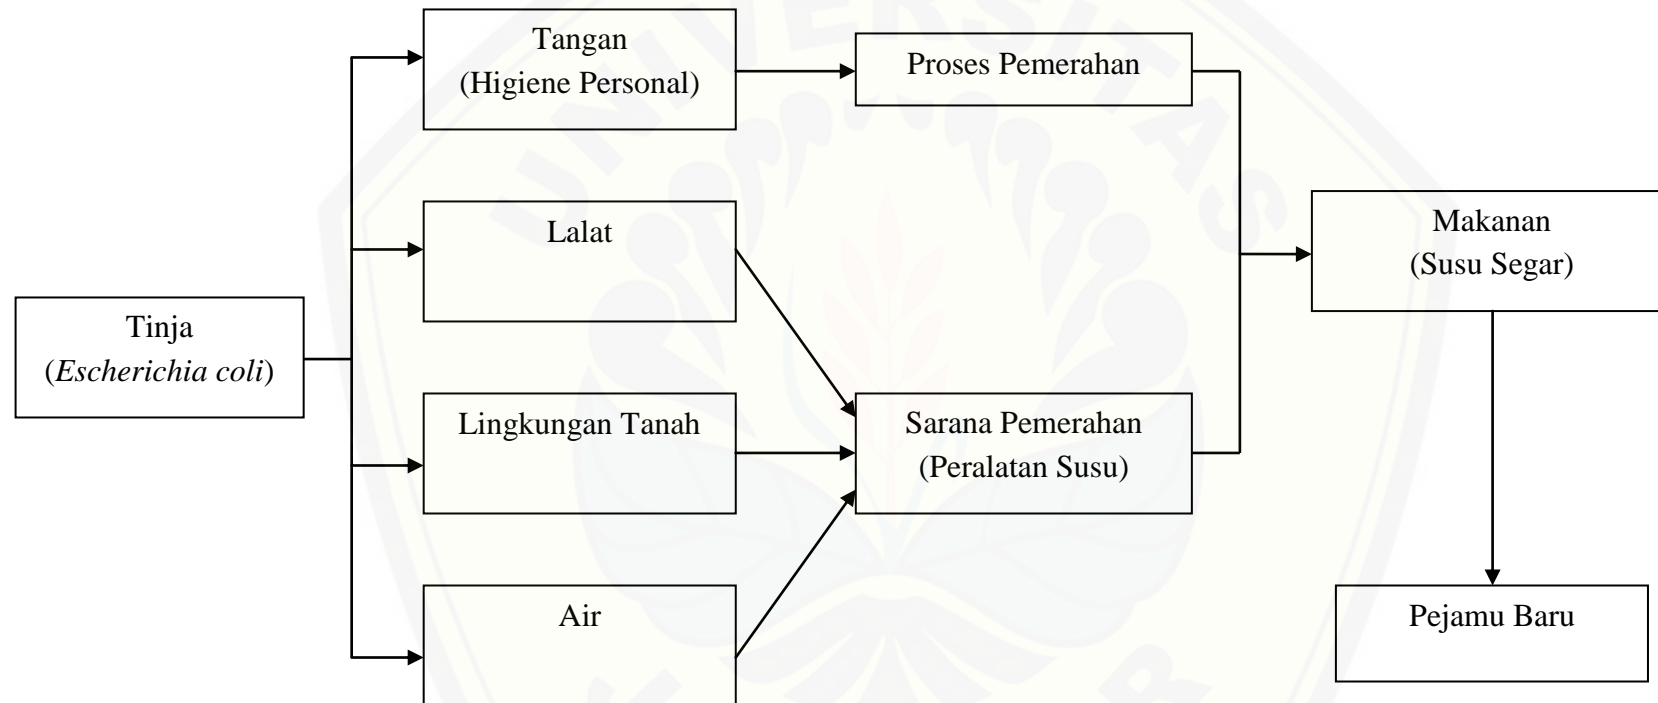 Tangan
(Higiene Personal)
Proses Pemerahan
Lalat
Makanan
(Susu Segar)
Tinja
(Escherichia coli)
Lingkungan Tanah
Sarana Pemerahan
(Peralatan Susu)
Air
Pejamu Baru
UNIVERSITAS